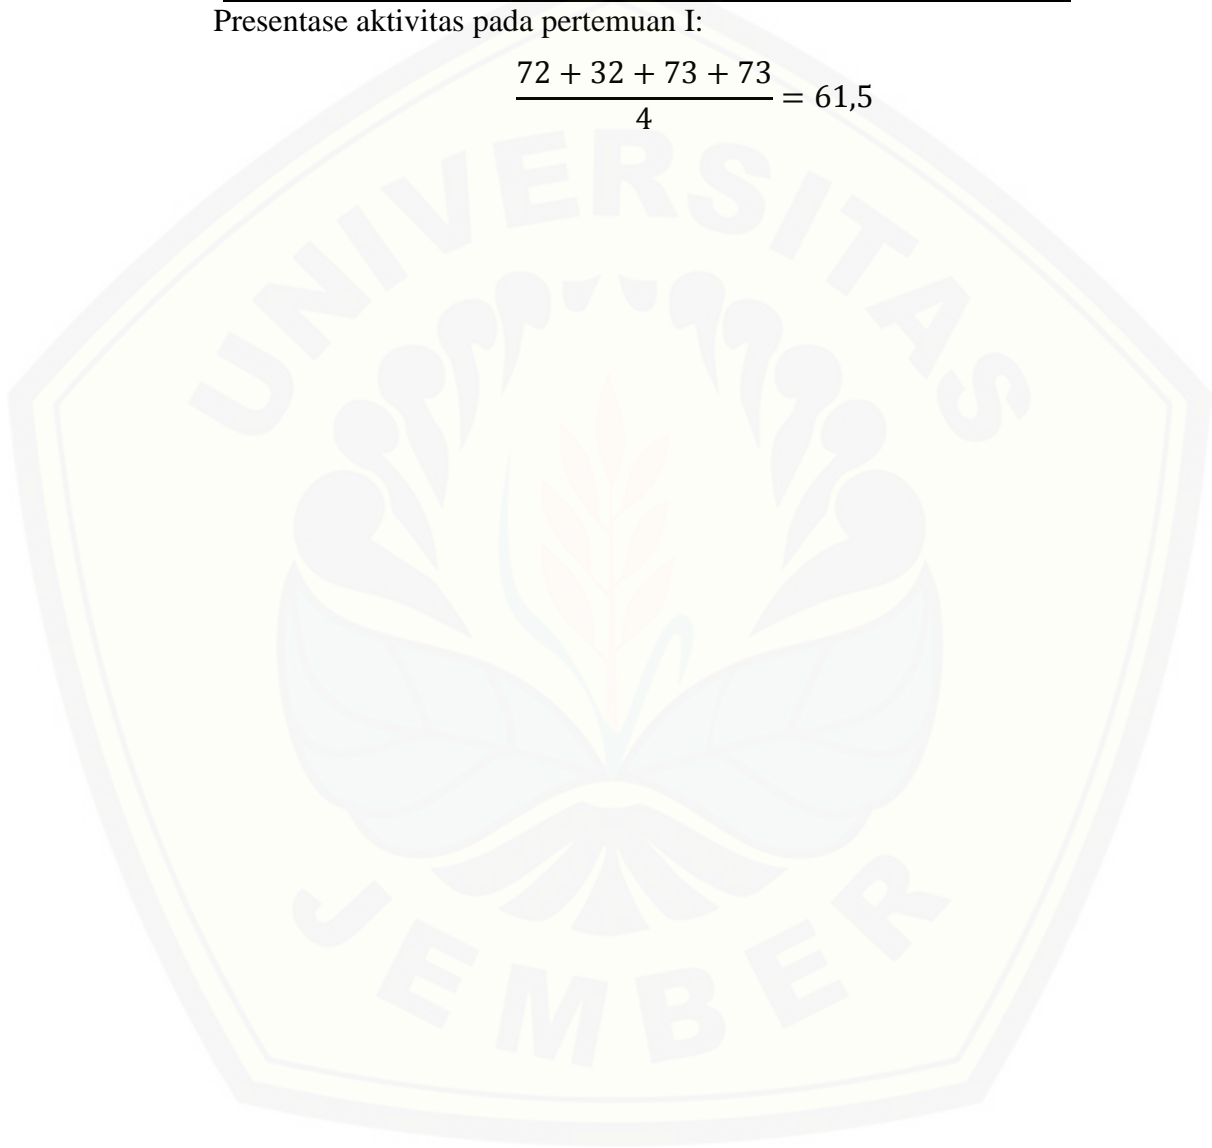 Presentase aktivitas pada pertemuan I:
72 + 32 + 73 + 73
4
= 61,5
UNIVERSITAS
JEMBER